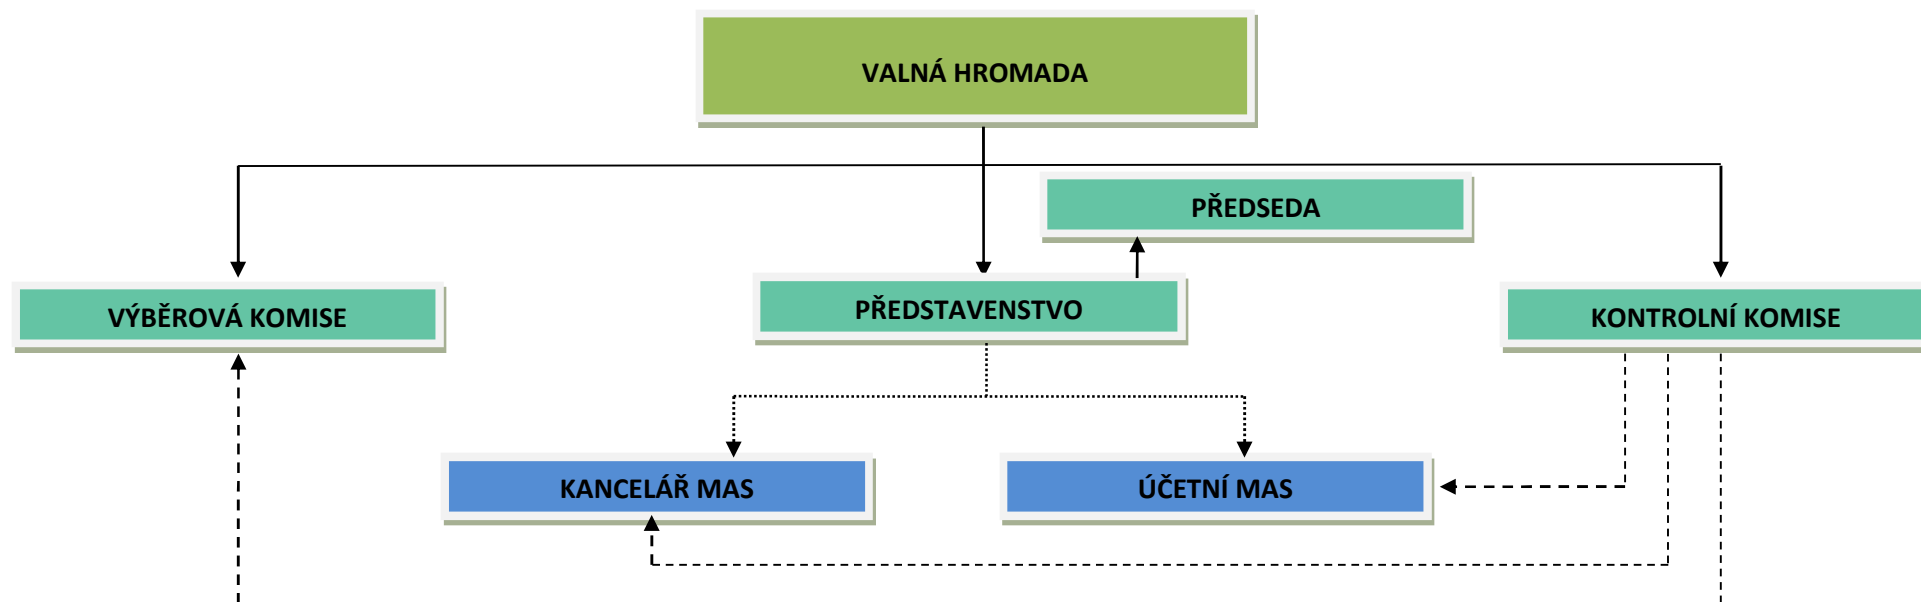 VALNÁ HROMADA
PŘEDSEDA
VÝBĚROVÁ KOMISE
PŘEDSTAVENSTVO
KONTROLNÍ KOMISE
KANCELÁŘ MAS
ÚČETNÍ MAS